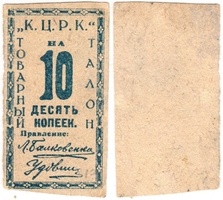 „К.Ц.Р.К.“
ТОВАРНЫЙ
ТАЛОН
НА
10
ДЕСЯТЬ
КОПЕЕК.
Правление: